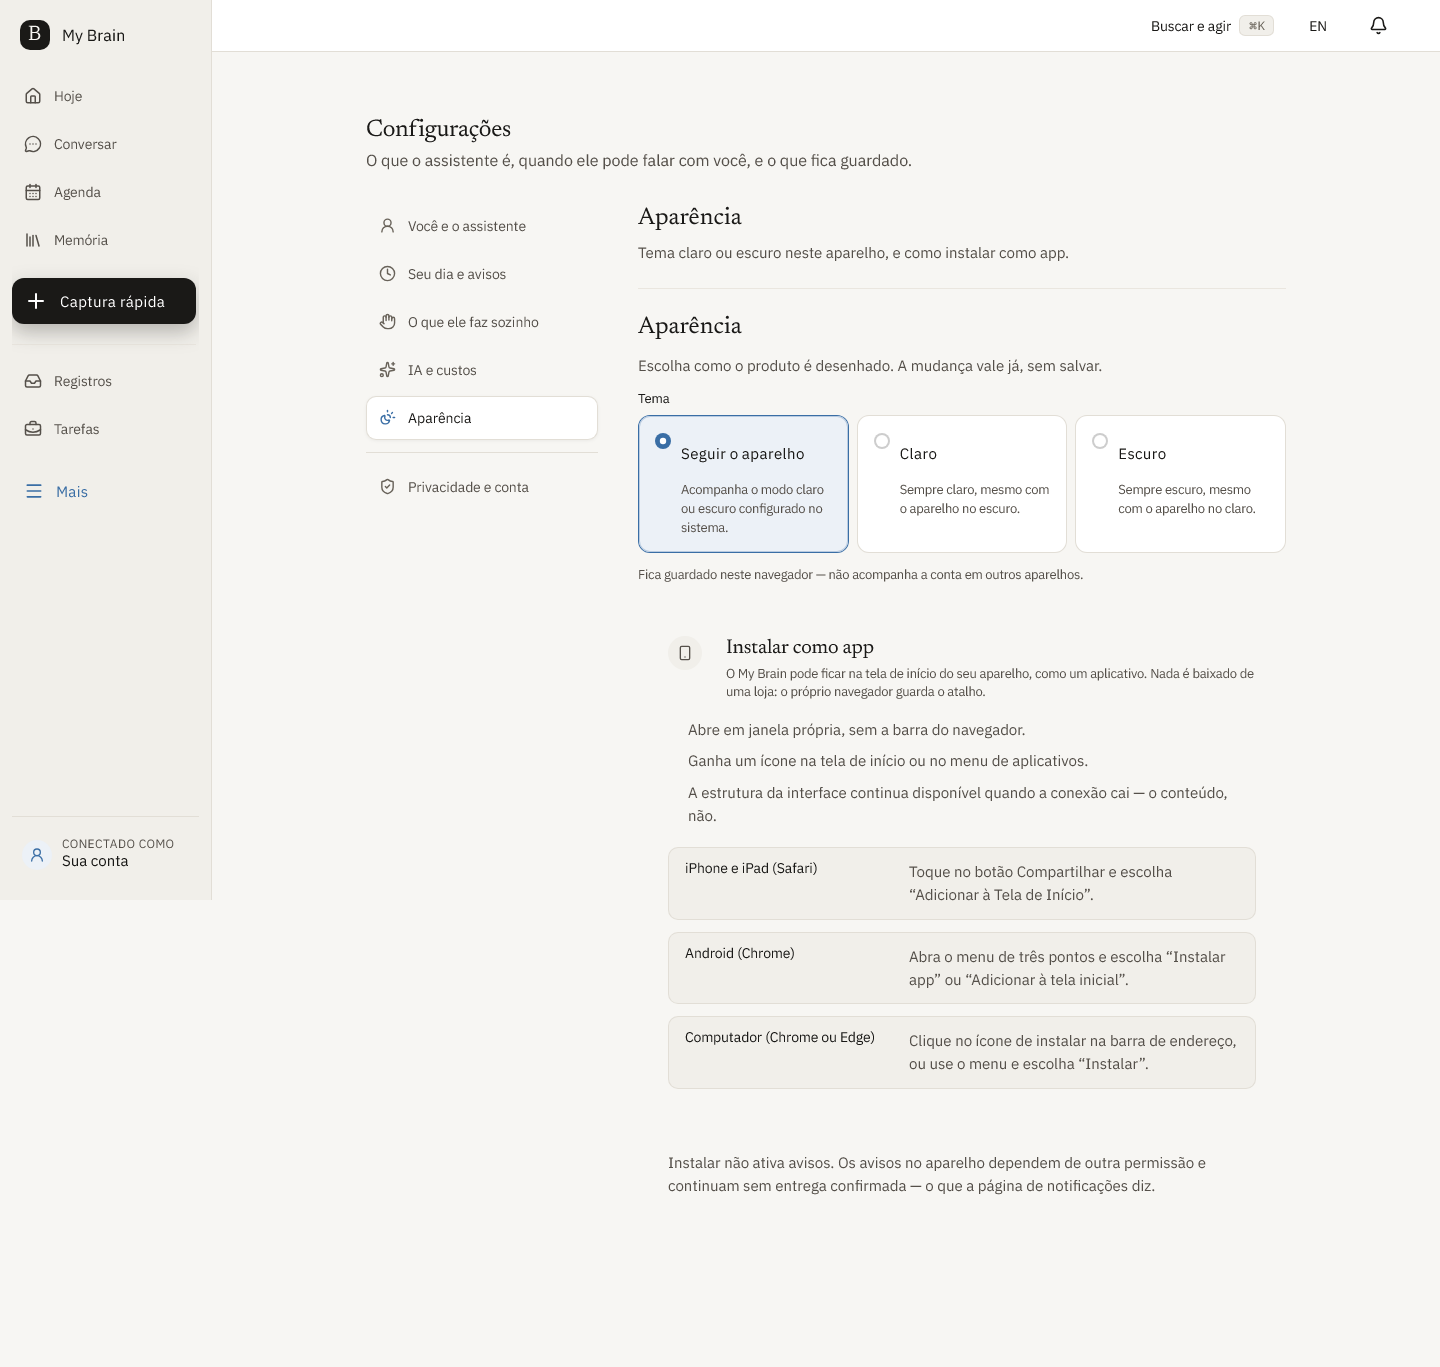 B My Brain
Hoje
Conversar
Agenda
Memória
Captura rápida
Registros
Tarefas
Mais
CONECTADO COMO
Sua conta
Buscar e agir ⌘K EN
Configurações
O que o assistente é, quando ele pode falar com você, e o que fica guardado.
Você e o assistente
Seu dia e avisos
O que ele faz sozinho
IA e custos
Aparência
Privacidade e conta
Aparência
Tema claro ou escuro neste aparelho, e como instalar como app.
Aparência
Escolha como o produto é desenhado. A mudança vale já, sem salvar.
Tema
Seguir o aparelho
Acompanha o modo claro
ou escuro configurado no
sistema.
Claro
Sempre claro, mesmo com
o aparelho no escuro.
Escuro
Sempre escuro, mesmo
com o aparelho no claro.
Fica guardado neste navegador — não acompanha a conta em outros aparelhos.
Instalar como app
O My Brain pode ficar na tela de início do seu aparelho, como um aplicativo. Nada é baixado de
uma loja: o próprio navegador guarda o atalho.
Abre em janela própria, sem a barra do navegador.
Ganha um ícone na tela de início ou no menu de aplicativos.
A estrutura da interface continua disponível quando a conexão cai — o conteúdo,
não.
iPhone e iPad (Safari)
Toque no botão Compartilhar e escolha
“Adicionar à Tela de Início”.
Android (Chrome)
Abra o menu de três pontos e escolha “Instalar
app” ou “Adicionar à tela inicial”.
Computador (Chrome ou Edge)
Clique no ícone de instalar na barra de endereço,
ou use o menu e escolha “Instalar”.
Instalar não ativa avisos. Os avisos no aparelho dependem de outra permissão e
continuam sem entrega confirmada — o que a página de notificações diz.